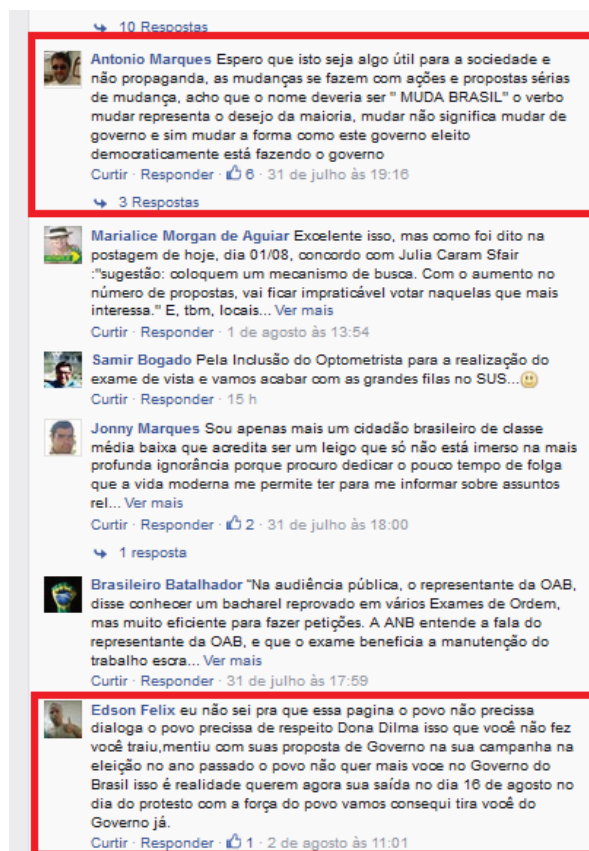 10 Respostas
Antonio Marques Espero que isto seja algo útil para a sociedade e
não propaganda, as mudanças se fazem com ações e propostas sérias
de mudança, acho que o nome deveria ser " MUDA BRASIL" o verbo
mudar representa o desejo da maioria, mudar não significa mudar de
governo e sim mudar a forma como este governo eleito
democraticamente está fazendo o governo
Curtir · Responder · 6 · 31 de julho às 19:16
3 Respostas
Marialice Morgan de Aguiar Excelente isso, mas como foi dito na
postagem de hoje, dia 01/08, concordo com Julia Caram Sfair
:"sugestão: coloquem um mecanismo de busca. Com o aumento no
número de propostas, vai ficar impraticável votar naquelas que mais
interessa." E, tbm, locais... Ver mais
Curtir · Responder · 1 de agosto às 13:54
Samir Bogado Pela Inclusão do Optometrista para a realização do
exame de vista e vamos acabar com as grandes filas no SUS...
Curtir · Responder · 15 h
Jonny Marques Sou apenas mais um cidadão brasileiro de classe
média baixa que acredita ser um leigo que só não está imerso na mais
profunda ignorância porque procuro dedicar o pouco tempo de folga
que a vida moderna me permite ter para me informar sobre assuntos
rel... Ver mais
Curtir · Responder · 2 · 31 de julho às 18:00
1 resposta
Brasileiro Batalhador "Na audiência pública, o representante da OAB,
disse conhecer um bacharel reprovado em vários Exames de Ordem,
mas muito eficiente para fazer petições. A ANB entende a fala do
representante da OAB, e que o exame beneficia a manutenção do
trabalho escra... Ver mais
Curtir · Responder · 31 de julho às 17:59
Edson Felix eu não sei pra que essa pagina o povo não precissa
dialoga o povo precissa de respeito Dona Dilma isso que você não fez
você traiu,mentiu com suas proposta de Governo na sua campanha na
eleição no ano passado o povo não quer mais voce no Governo do
Brasil isso é realidade querem agora sua saída no dia 16 de agosto no
dia do protesto com a força do povo vamos consequi tira você do
Governo já.
Curtir · Responder · 1 · 2 de agosto às 11:01